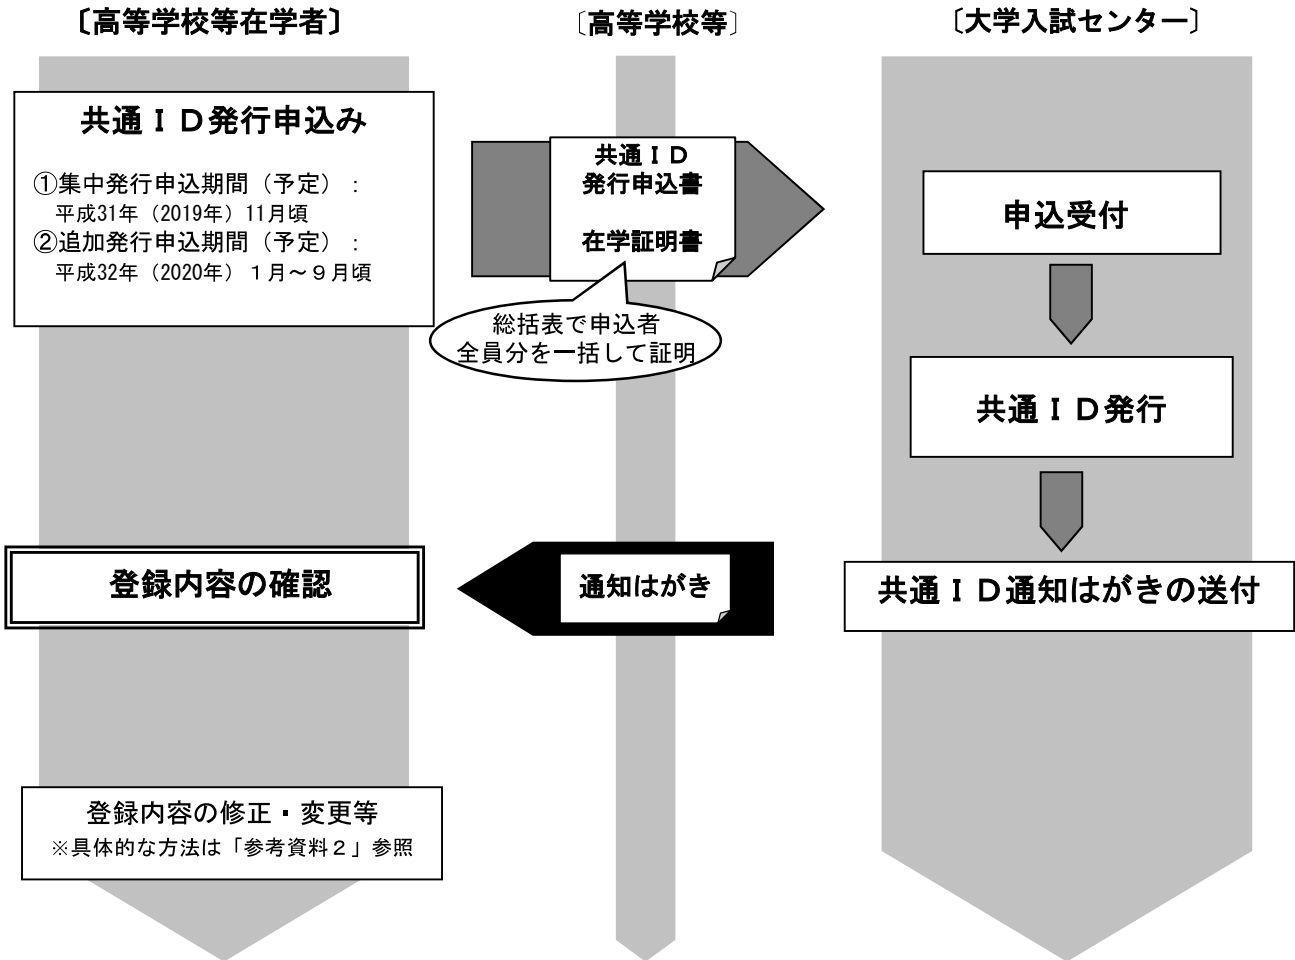 〔高等学校等在学者〕
〔高等学校等〕
〔大学入試センター〕
共通ＩＤ発行申込み
①集中発行申込期間（予定）：
平成31年（2019年）11月頃
②追加発行申込期間（予定）：
平成32年（2020年）１月～９月頃
共通ＩＤ
発行申込書
在学証明書
総括表で申込者
全員分を一括して証明
申込受付
共通ＩＤ発行
共通ＩＤ通知はがきの送付
通知はがき
登録内容の確認
登録内容の修正・変更等
※具体的な方法は「参考資料２」参照